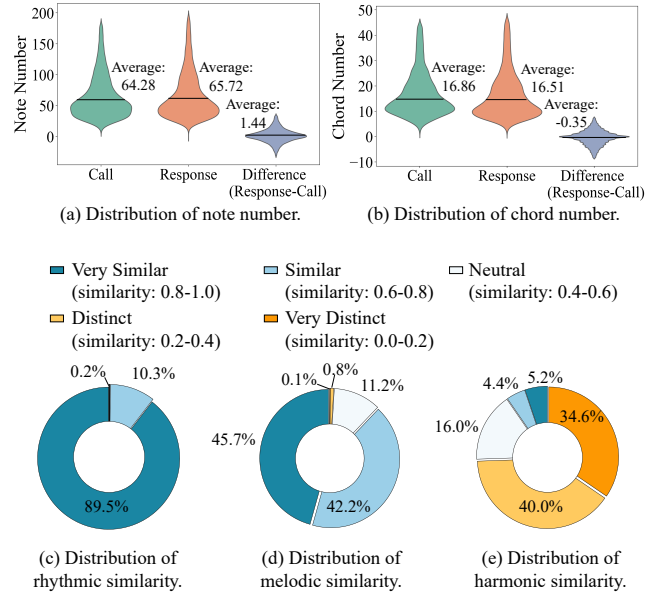 200
150
100
50
0
Note Number
Average:
64.28
Average:
65.72
Average:
1.44
Call
Response
Difference
(Response-Call)
(a) Distribution of note number.
50
40
30
20
10
0
−10
Chord Number
Average:
16.86
Average:
16.51
Average:
-0.35
Call
Response
Difference
(Response-Call)
(b) Distribution of chord number.
Very Similar
(similarity: 0.8-1.0)
Similar
(similarity: 0.6-0.8)
Neutral
(similarity: 0.4-0.6)
Distinct
(similarity: 0.2-0.4)
Very Distinct
(similarity: 0.0-0.2)
0.2%
10.3%
89.5%
(c) Distribution of
rhythmic similarity.
0.1%
0.8%
11.2%
45.7%
42.2%
(d) Distribution of
melodic similarity.
4.4%
5.2%
16.0%
34.6%
40.0%
(e) Distribution of
harmonic similarity.